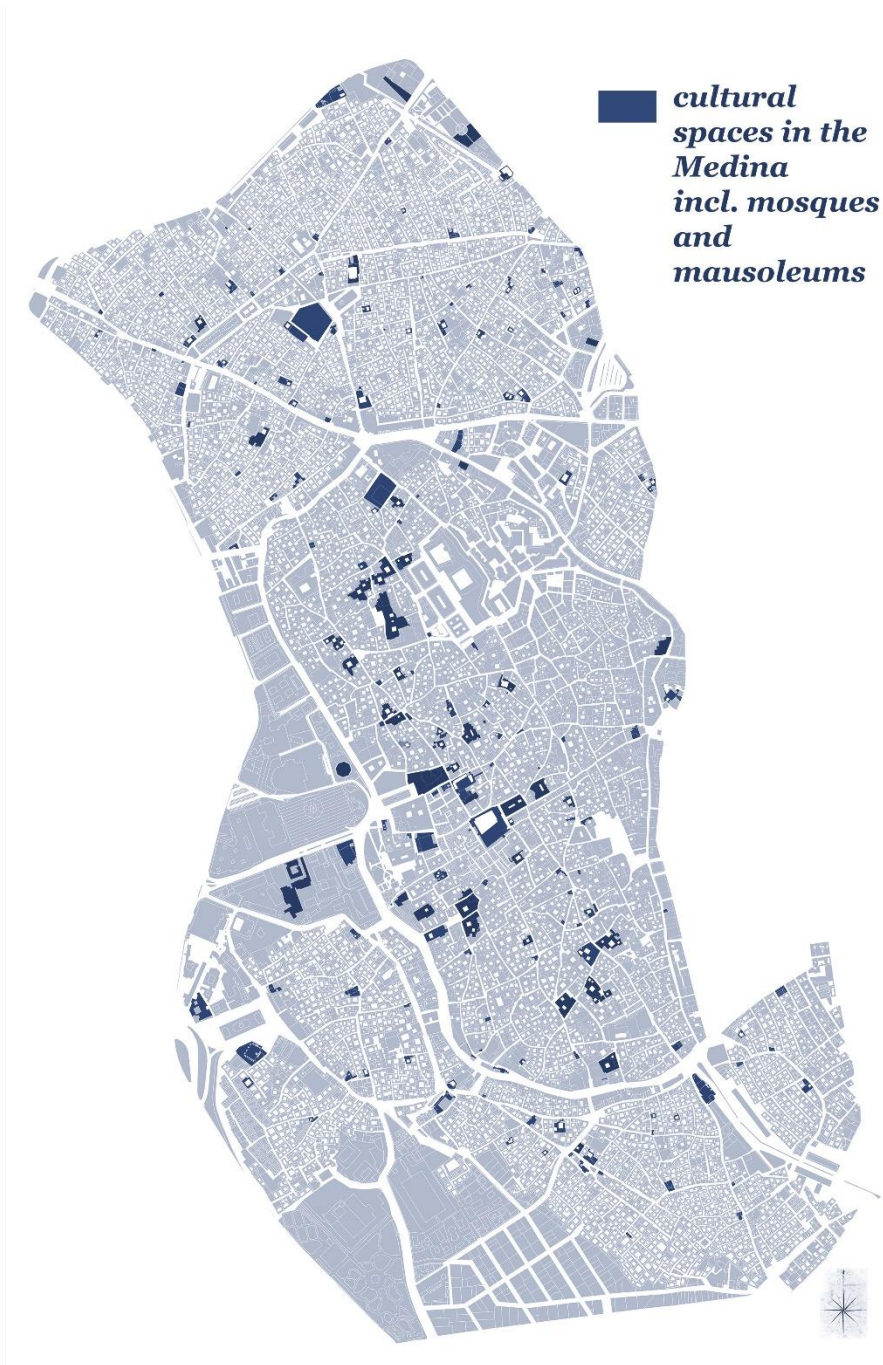 cultural
spaces in the
Medina
incl. mosques
and
mausoleums